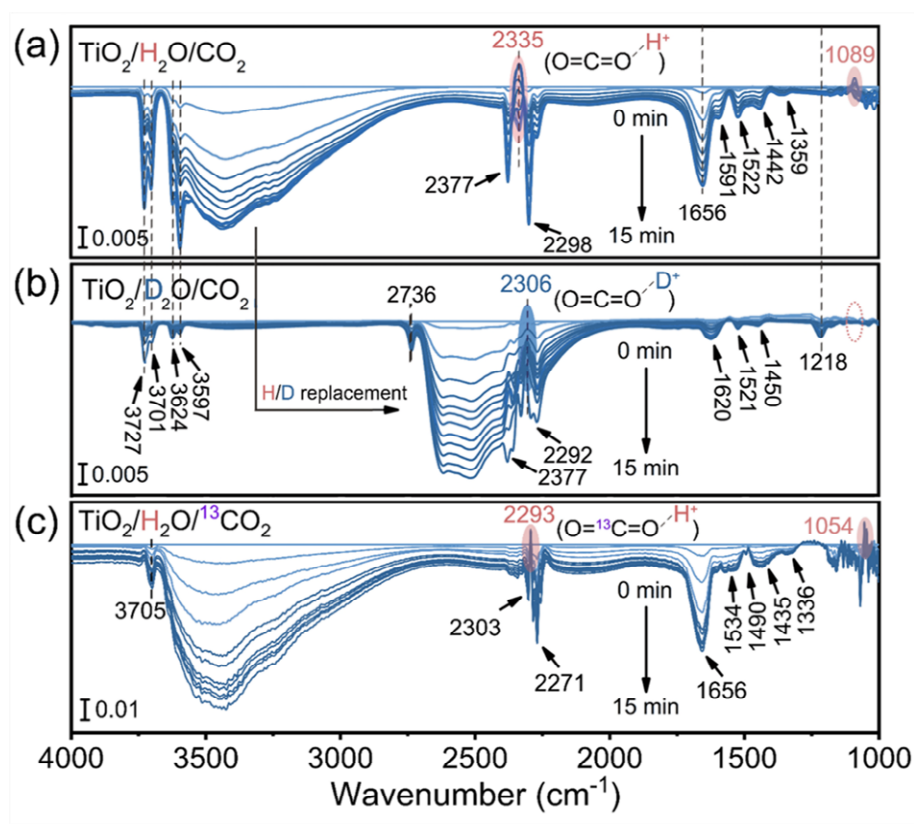 (a)
TiO₂/H₂O/CO₂
2335
(O=C=O H⁺)
1089
0 min
15 min
2377
2298
1656
1591
1522
1442
1359
0.005
(b)
TiO₂/D₂O/CO₂
2736
2306
(O=C=O D⁺)
0 min
15 min
3727
3701
3624
3597
H/D replacement
2292
2377
1620
1521
1450
1218
0.005
(c)
TiO₂/H₂O/¹³CO₂
2293
(O=¹³C=O H⁺)
1054
0 min
15 min
3705
2303
2271
1656
1534
1490
1435
1336
0.01
4000 3500 3000 2500 2000 1500 1000
Wavenumber (cm⁻¹)